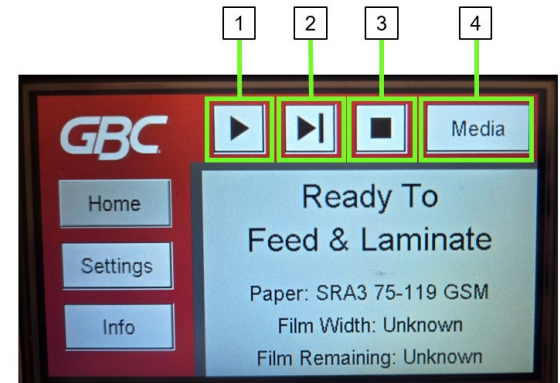 1 2 3 4
GBC
Media
Home
Settings
Info
Ready To
Feed & Laminate
Paper: SRA3 75-119 GSM
Film Width: Unknown
Film Remaining: Unknown